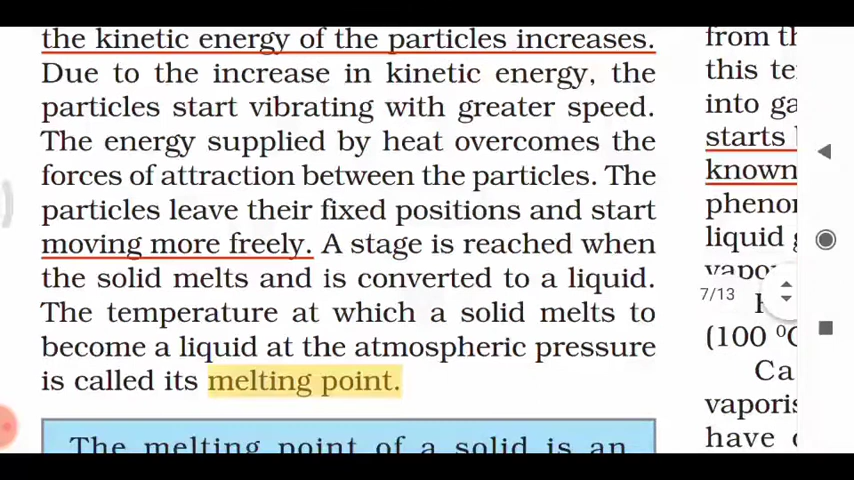 the kinetic energy of the particles increases.
Due to the increase in kinetic energy, the
particles start vibrating with greater speed.
The energy supplied by heat overcomes the
forces of attraction between the particles. The
particles leave their fixed positions and start
moving more freely. A stage is reached when
the solid melts and is converted to a liquid.
The temperature at which a solid melts to
become a liquid at the atmospheric pressure
is called its melting point.
The melting point of a solid is an
from th
this te
into ga
starts
known
phenor
liquid
7/13
(100 ⁰C
Ca
vaporis
have